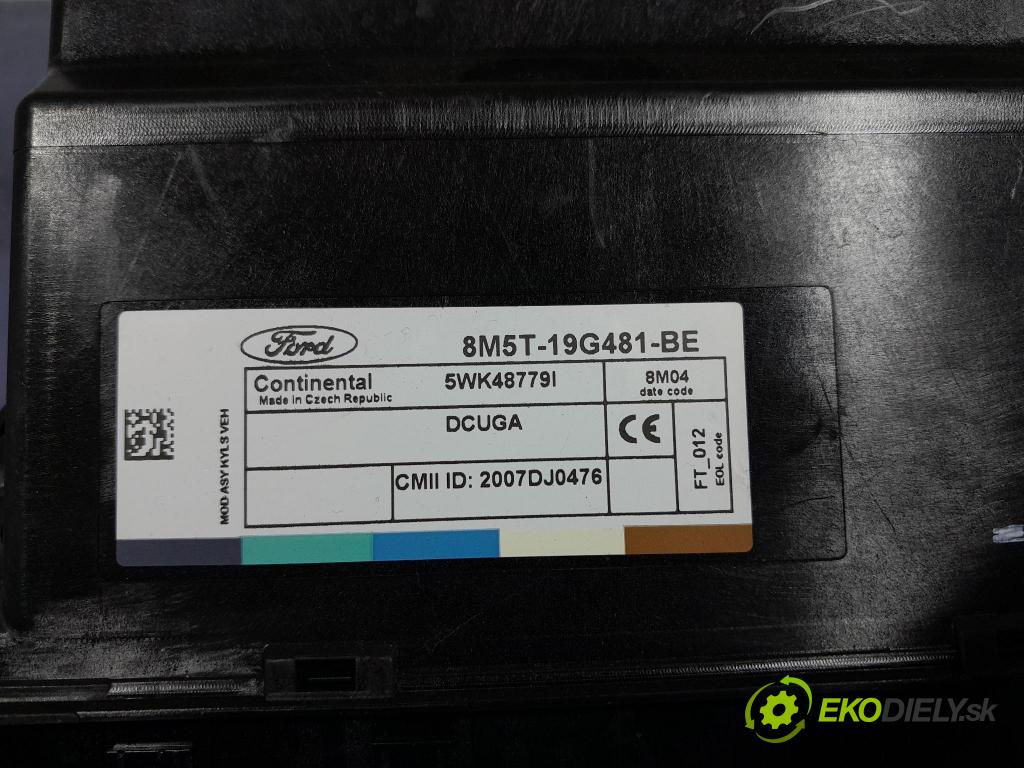 Ford
8M5T-19G481-BE
Continental
Made in Czech Republic
5WK48779I
8M04
date code
MOD ASY KYLS VEH
DCUGA
CE
FT_012
EOL code
CMII ID: 2007DJ0476
EKODIELY.sk